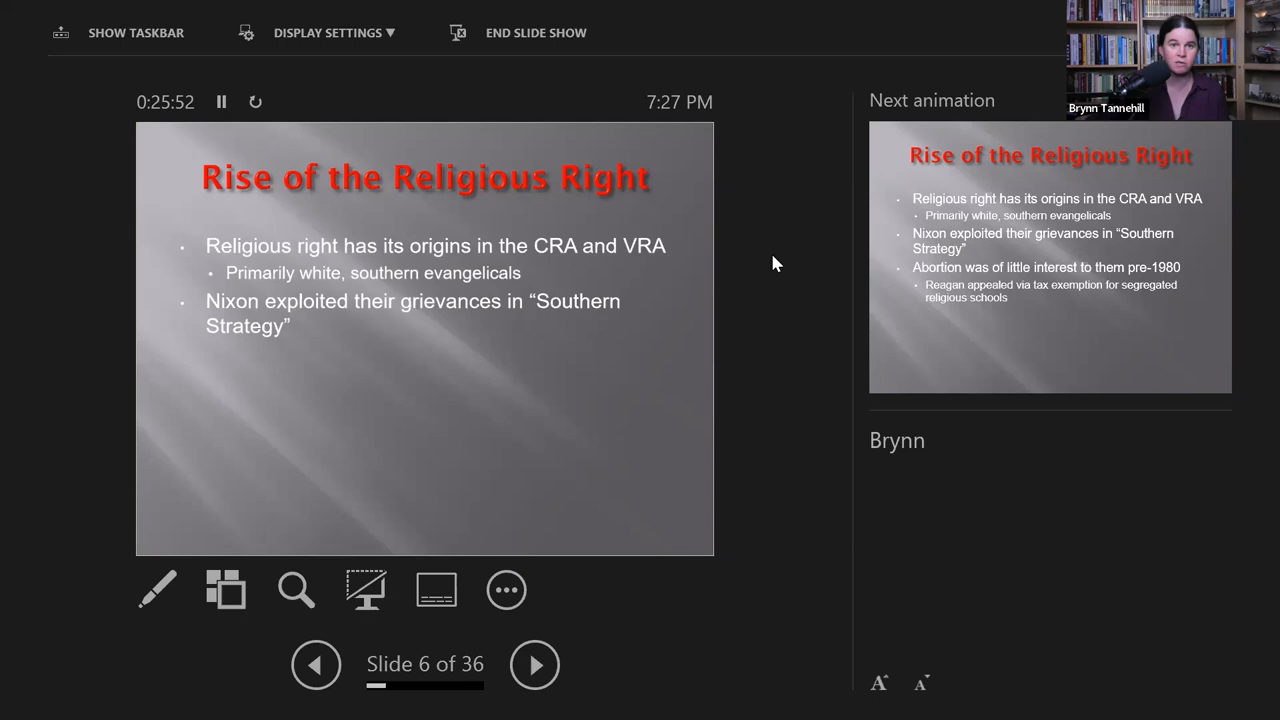 SHOW TASKBAR
DISPLAY SETTINGS ▼
END SLIDE SHOW
Brynn Tannehill
0:25:52
7:27 PM
Rise of the Religious Right
Religious right has its origins in the CRA and VRA
Primarily white, southern evangelicals
Nixon exploited their grievances in “Southern
Strategy”
Slide 6 of 36
Next animation
Rise of the Religious Right
Religious right has its origins in the CRA and VRA
Primarily white, southern evangelicals
Nixon exploited their grievances in “Southern
Strategy”
Abortion was of little interest to them pre-1980
Reagan appealed via tax exemption for segregated
religious schools
Brynn
A A